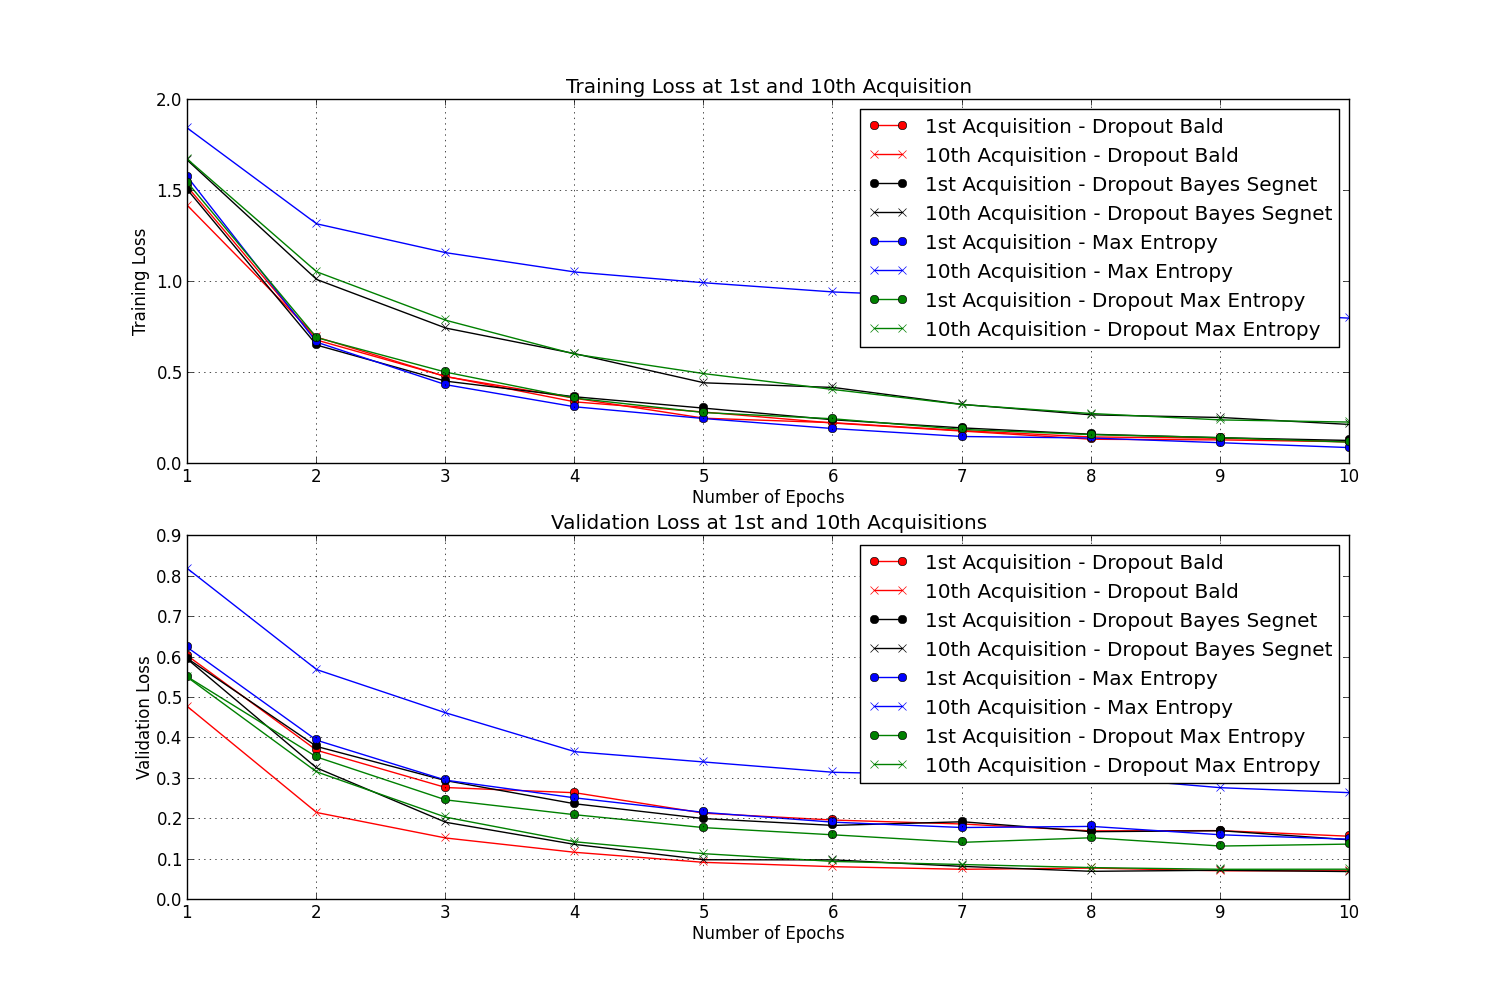 Training Loss at 1st and 10th Acquisition
2.0
1.5
1.0
0.5
0.0
Training Loss
1st Acquisition - Dropout Bald
10th Acquisition - Dropout Bald
1st Acquisition - Dropout Bayes Segnet
10th Acquisition - Dropout Bayes Segnet
1st Acquisition - Max Entropy
10th Acquisition - Max Entropy
1st Acquisition - Dropout Max Entropy
10th Acquisition - Dropout Max Entropy
1 2 3 4 5 6 7 8 9 10
Number of Epochs
Validation Loss at 1st and 10th Acquisitions
0.9
0.8
0.7
0.6
0.5
0.4
0.3
0.2
0.1
0.0
Validation Loss
1st Acquisition - Dropout Bald
10th Acquisition - Dropout Bald
1st Acquisition - Dropout Bayes Segnet
10th Acquisition - Dropout Bayes Segnet
1st Acquisition - Max Entropy
10th Acquisition - Max Entropy
1st Acquisition - Dropout Max Entropy
10th Acquisition - Dropout Max Entropy
1 2 3 4 5 6 7 8 9 10
Number of Epochs